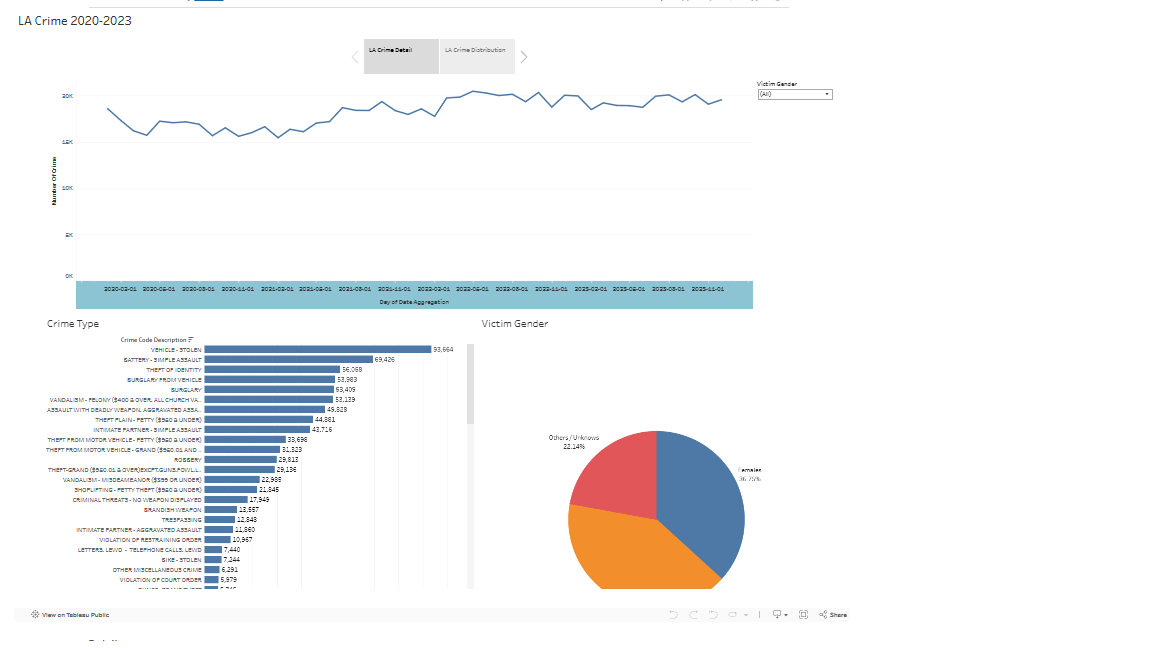 LA Crime 2020-2023
LA Crime Detail
LA Crime Distribution
Victim Gender
(All)
20K
15K
10K
5K
0K
Number Of Crime
2020-02-01 2020-05-01 2020-08-01 2020-11-01 2021-02-01 2021-05-01 2021-08-01 2021-11-01 2022-02-01 2022-05-01 2022-08-01 2022-11-01 2023-02-01 2023-05-01 2023-08-01 2023-11-01
Day of Date Aggregation
Crime Type
Victim Gender
Crime Code Description
VEHICLE - STOLEN 93,664
BATTERY - SIMPLE ASSAULT 69,426
THEFT OF IDENTITY 56,058
BURGLARY FROM VEHICLE 53,983
BURGLARY 53,409
VANDALISM - FELONY ($400 & OVER, ALL CHURCH VA..  53,139
ASSAULT WITH DEADLY WEAPON, AGGRAVATED ASSA.. 49,828
THEFT PLAIN - PETTY ($950 & UNDER) 44,881
INTIMATE PARTNER - SIMPLE ASSAULT 43,716
THEFT FROM MOTOR VEHICLE - PETTY ($950 & UNDER) 33,698
THEFT FROM MOTOR VEHICLE - GRAND ($950.01 AND .. 31,323
ROBBERY 29,813
THEFT-GRAND ($950.01 & OVER)EXCPT,GUNS,FOWL,L.. 29,136
VANDALISM - MISDEAMEANOR ($399 OR UNDER) 22,985
SHOPLIFTING - PETTY THEFT ($950 & UNDER) 21,845
CRIMINAL THREATS - NO WEAPON DISPLAYED 17,949
BRANDISH WEAPON 13,557
TRESPASSING 12,843
INTIMATE PARTNER - AGGRAVATED ASSAULT 11,860
VIOLATION OF RESTRAINING ORDER 10,967
LETTERS, LEWD - TELEPHONE CALLS, LEWD 7,440
BIKE - STOLEN 7,244
OTHER MISCELLANEOUS CRIME 6,291
VIOLATION OF COURT ORDER 5,979
Others / Unknows
22.14%
Females
36.75%
View on Tableau Public
Share